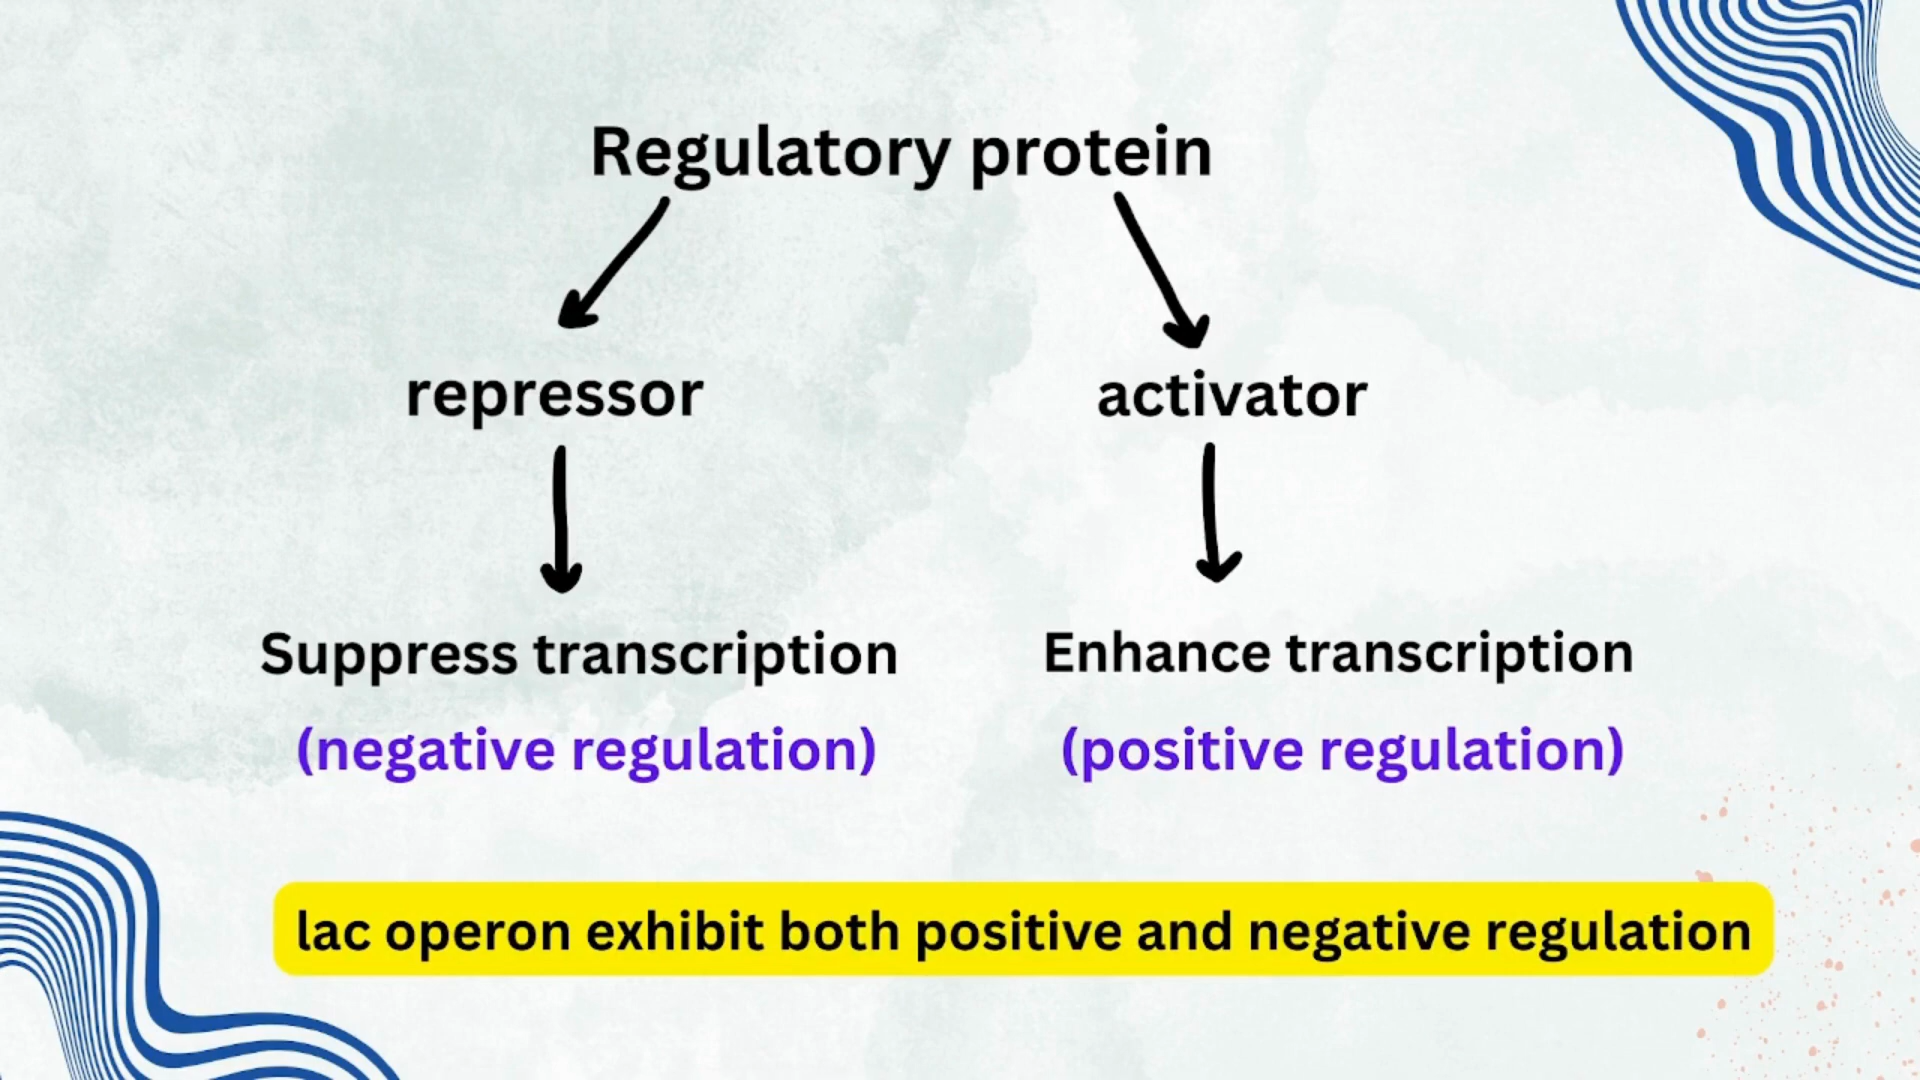 Regulatory protein
repressor
activator
Suppress transcription
Enhance transcription
(negative regulation)
(positive regulation)
lac operon exhibit both positive and negative regulation